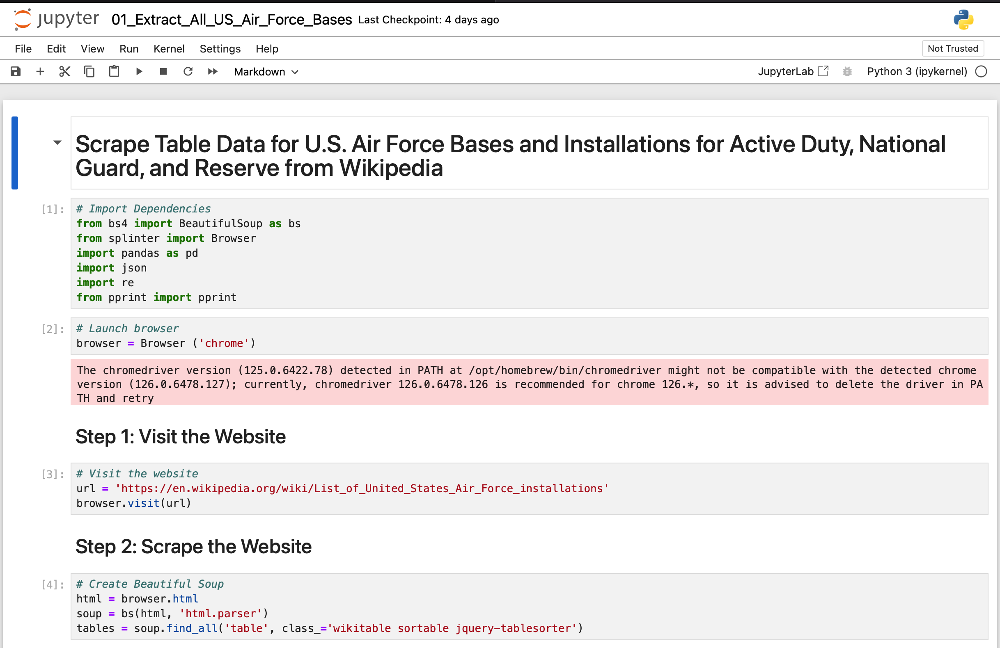 jupyter 01_Extract_All_US_Air_Force_Bases Last Checkpoint: 4 days ago
File Edit View Run Kernel Settings Help Not Trusted
Markdown JupyterLab Python 3 (ipykernel)
Scrape Table Data for U.S. Air Force Bases and Installations for Active Duty, National
Guard, and Reserve from Wikipedia
[1]: # Import Dependencies
from bs4 import BeautifulSoup as bs
from splinter import Browser
import pandas as pd
import json
import re
from pprint import pprint
[2]: # Launch browser
browser = Browser ('chrome')
The chromedriver version (125.0.6422.78) detected in PATH at /opt/homebrew/bin/chromedriver might not be compatible with the detected chrome
version (126.0.6478.127); currently, chromedriver 126.0.6478.126 is recommended for chrome 126.*, so it is advised to delete the driver in PA
TH and retry
Step 1: Visit the Website
[3]: # Visit the website
url = 'https://en.wikipedia.org/wiki/List_of_United_States_Air_Force_installations'
browser.visit(url)
Step 2: Scrape the Website
[4]: # Create Beautiful Soup
html = browser.html
soup = bs(html, 'html.parser')
tables = soup.find_all('table', class_='wikitable sortable jquery-tablesorter')